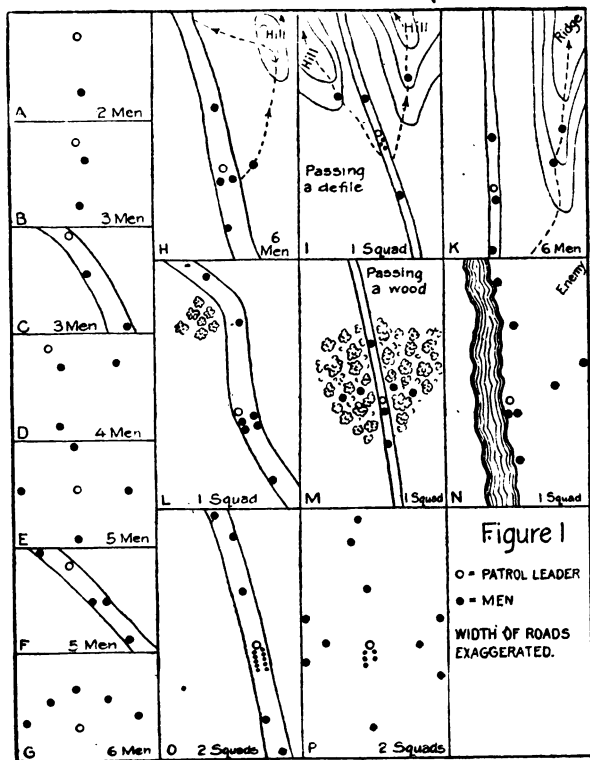 A 2 Men
B 3 Men
C 3 Men
D 4 Men
E 5 Men
F 5 Men
G 6 Men
Hill
H 6 Men
Hill
Hill
Passing
a defile
I 1 Squad
Ridge
K 6 Men
L 1 Squad
Passing
a wood
M 1 Squad
Enemy
N 1 Squad
O 2 Squads
P 2 Squads
Figure 1
○ = PATROL LEADER
● = MEN
WIDTH OF ROADS
EXAGGERATED.